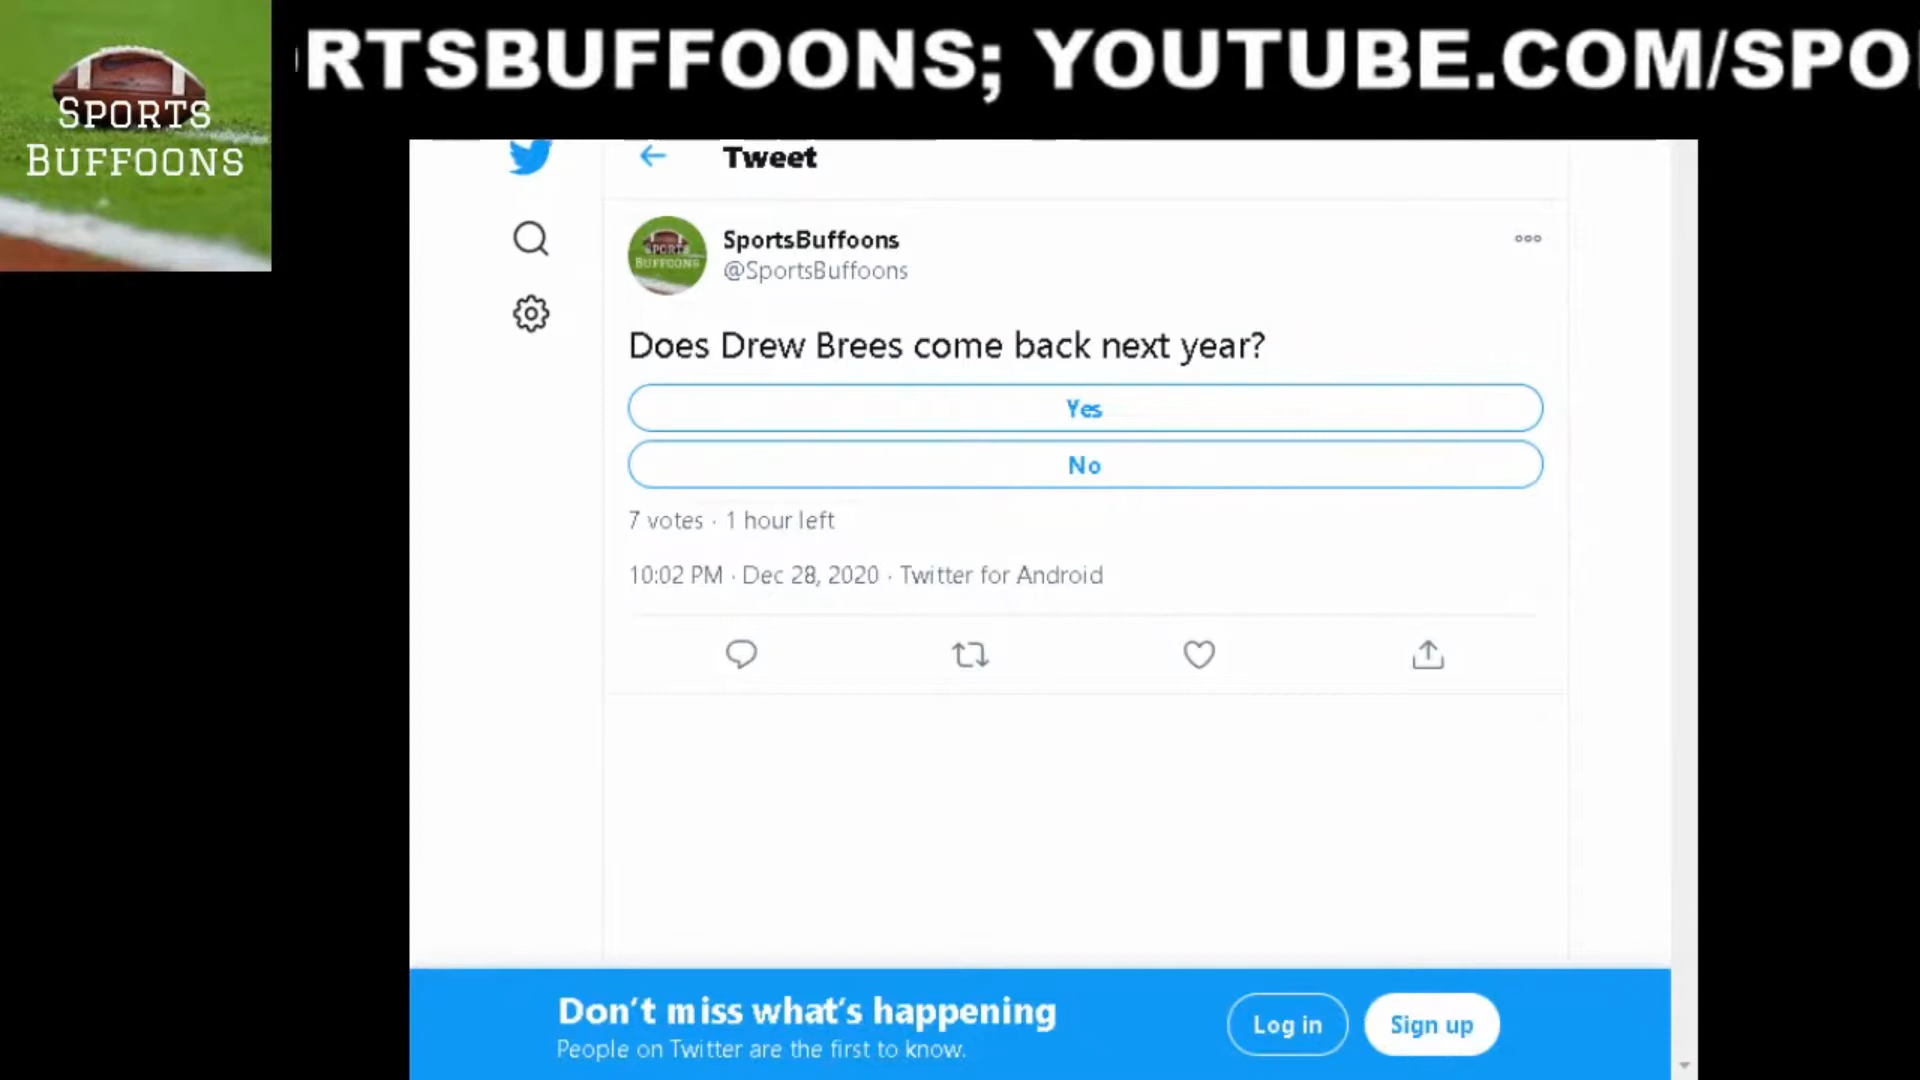 SPORTS
BUFFOONS
RTSBUFFOONS; YOUTUBE.COM/SPO
Tweet
SPORTS
BUFFOONS
SportsBuffoons
@SportsBuffoons
Does Drew Brees come back next year?
Yes
No
7 votes · 1 hour left
10:02 PM · Dec 28, 2020 · Twitter for Android
Don't miss what's happening
People on Twitter are the first to know.
Log in
Sign up